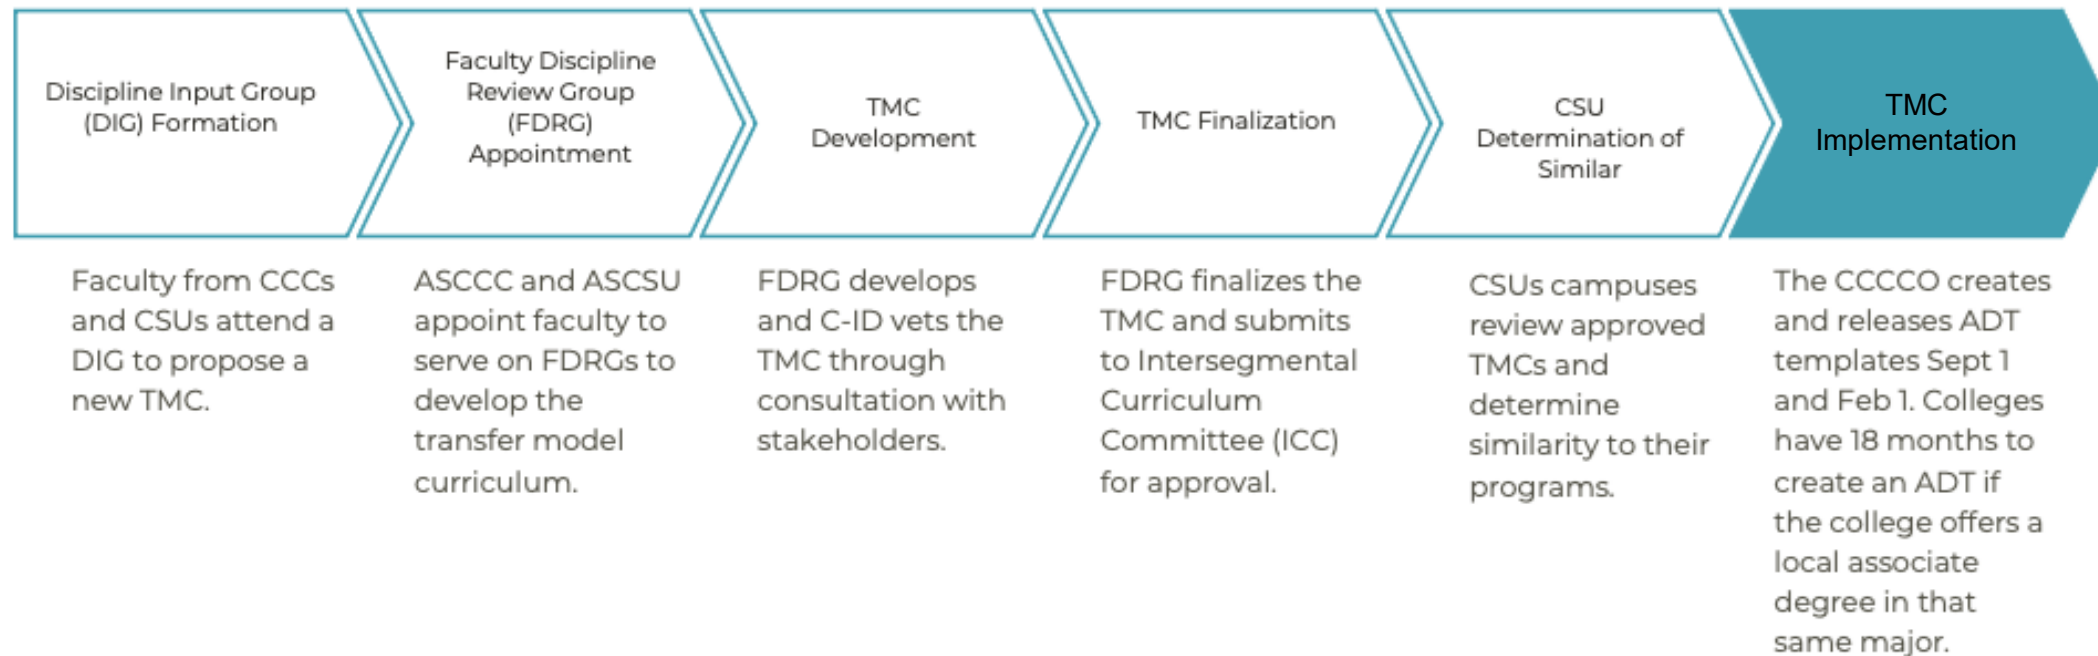 Discipline Input Group
(DIG) Formation
Faculty Discipline
Review Group
(FDRG)
Appointment
TMC
Development
TMC Finalization
CSU
Determination of
Similar
TMC
Implementation
Faculty from CCCs
and CSUs attend a
DIG to propose a
new TMC.
ASCCC and ASCSU
appoint faculty to
serve on FDRGs to
develop the
transfer model
curriculum.
FDRG develops
and C-ID vets the
TMC through
consultation with
stakeholders.
FDRG finalizes the
TMC and submits
to Intersegmental
Curriculum
Committee (ICC)
for approval.
CSUs campuses
review approved
TMCs and
determine
similarity to their
programs.
The CCCCO creates
and releases ADT
templates Sept 1
and Feb 1. Colleges
have 18 months to
create an ADT if
the college offers a
local associate
degree in that
same major.